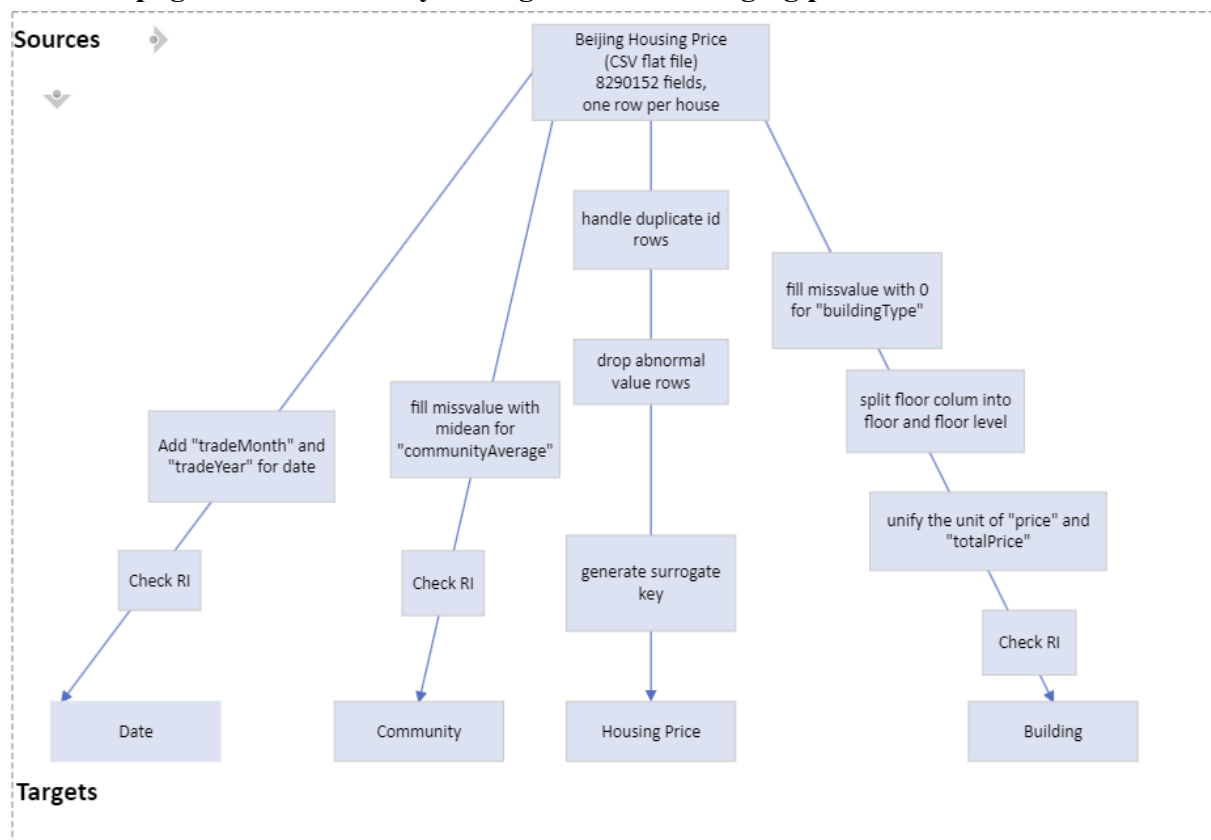 Sources
Beijing Housing Price
(CSV flat file)
8290152 fields,
one row per house
handle duplicate id
rows
fill missvalue with 0
for "buildingType"
drop abnormal
value rows
split floor colum into
floor and floor level
fill missvalue with
midean for
"communityAverage"
Add "tradeMonth" and
"tradeYear" for date
unify the unit of "price" and
"totalPrice"
Check RI
Check RI
generate surrogate
key
Check RI
Date
Community
Housing Price
Building
Targets